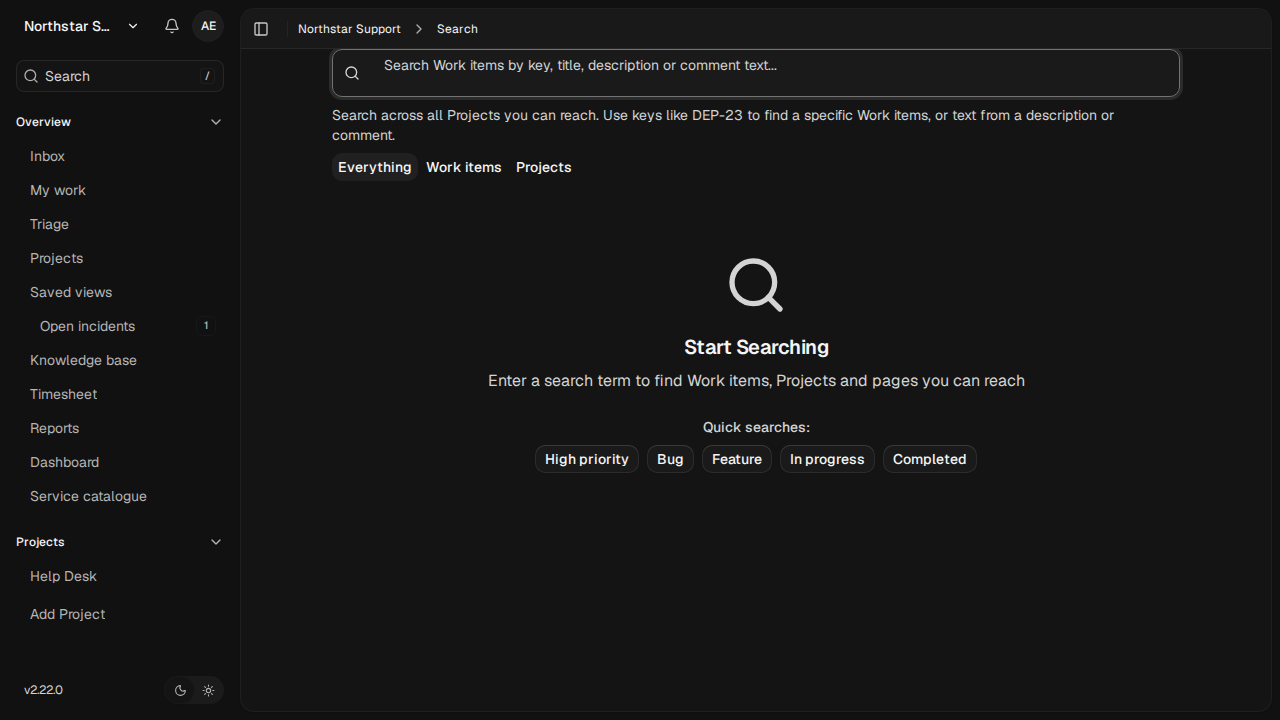 Northstar S...
AE
Search
/
Overview
Inbox
My work
Triage
Projects
Saved views
Open incidents
1
Knowledge base
Timesheet
Reports
Dashboard
Service catalogue
Projects
Help Desk
Add Project
v2.22.0
Northstar Support
Search
Search Work items by key, title, description or comment text...
Search across all Projects you can reach. Use keys like DEP-23 to find a specific Work items, or text from a description or
comment.
Everything Work items Projects
Start Searching
Enter a search term to find Work items, Projects and pages you can reach
Quick searches:
High priority Bug Feature In progress Completed